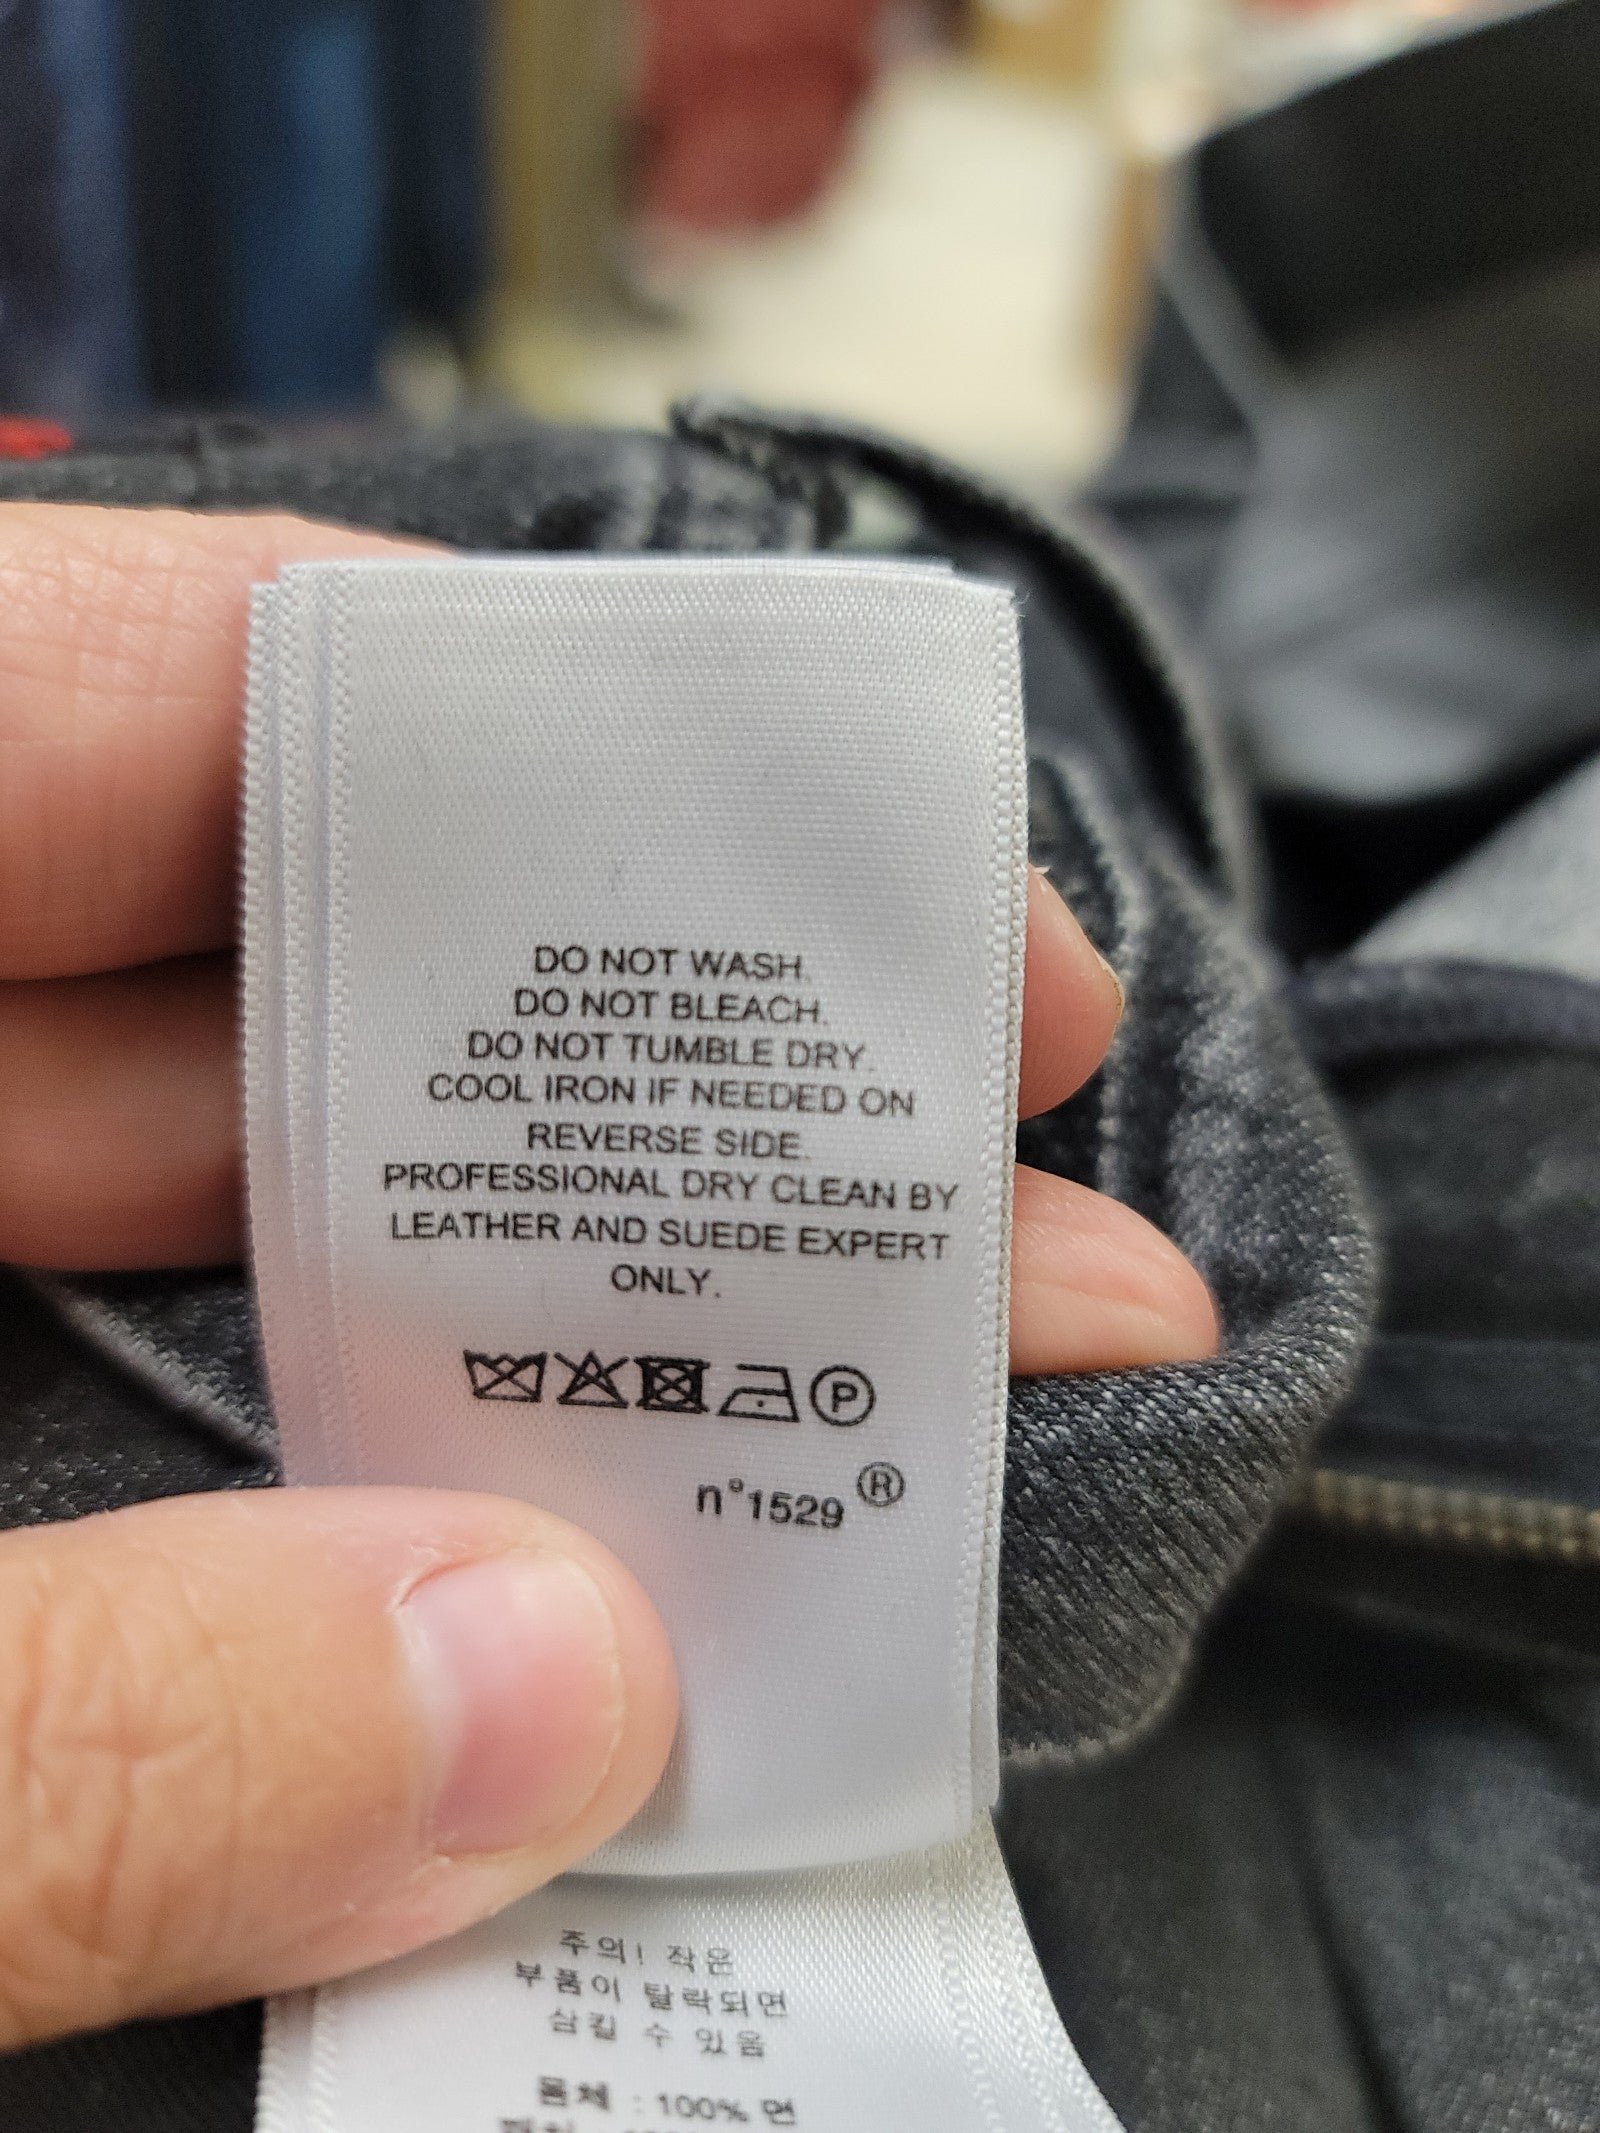 DO NOT WASH.
DO NOT BLEACH.
DO NOT TUMBLE DRY.
COOL IRON IF NEEDED ON
REVERSE SIDE.
PROFESSIONAL DRY CLEAN BY
LEATHER AND SUEDE EXPERT
ONLY.
P
n°1529 ®
주의! 작은
부품이 탈락되면
삼킬 수 있음
몸체 : 100% 면